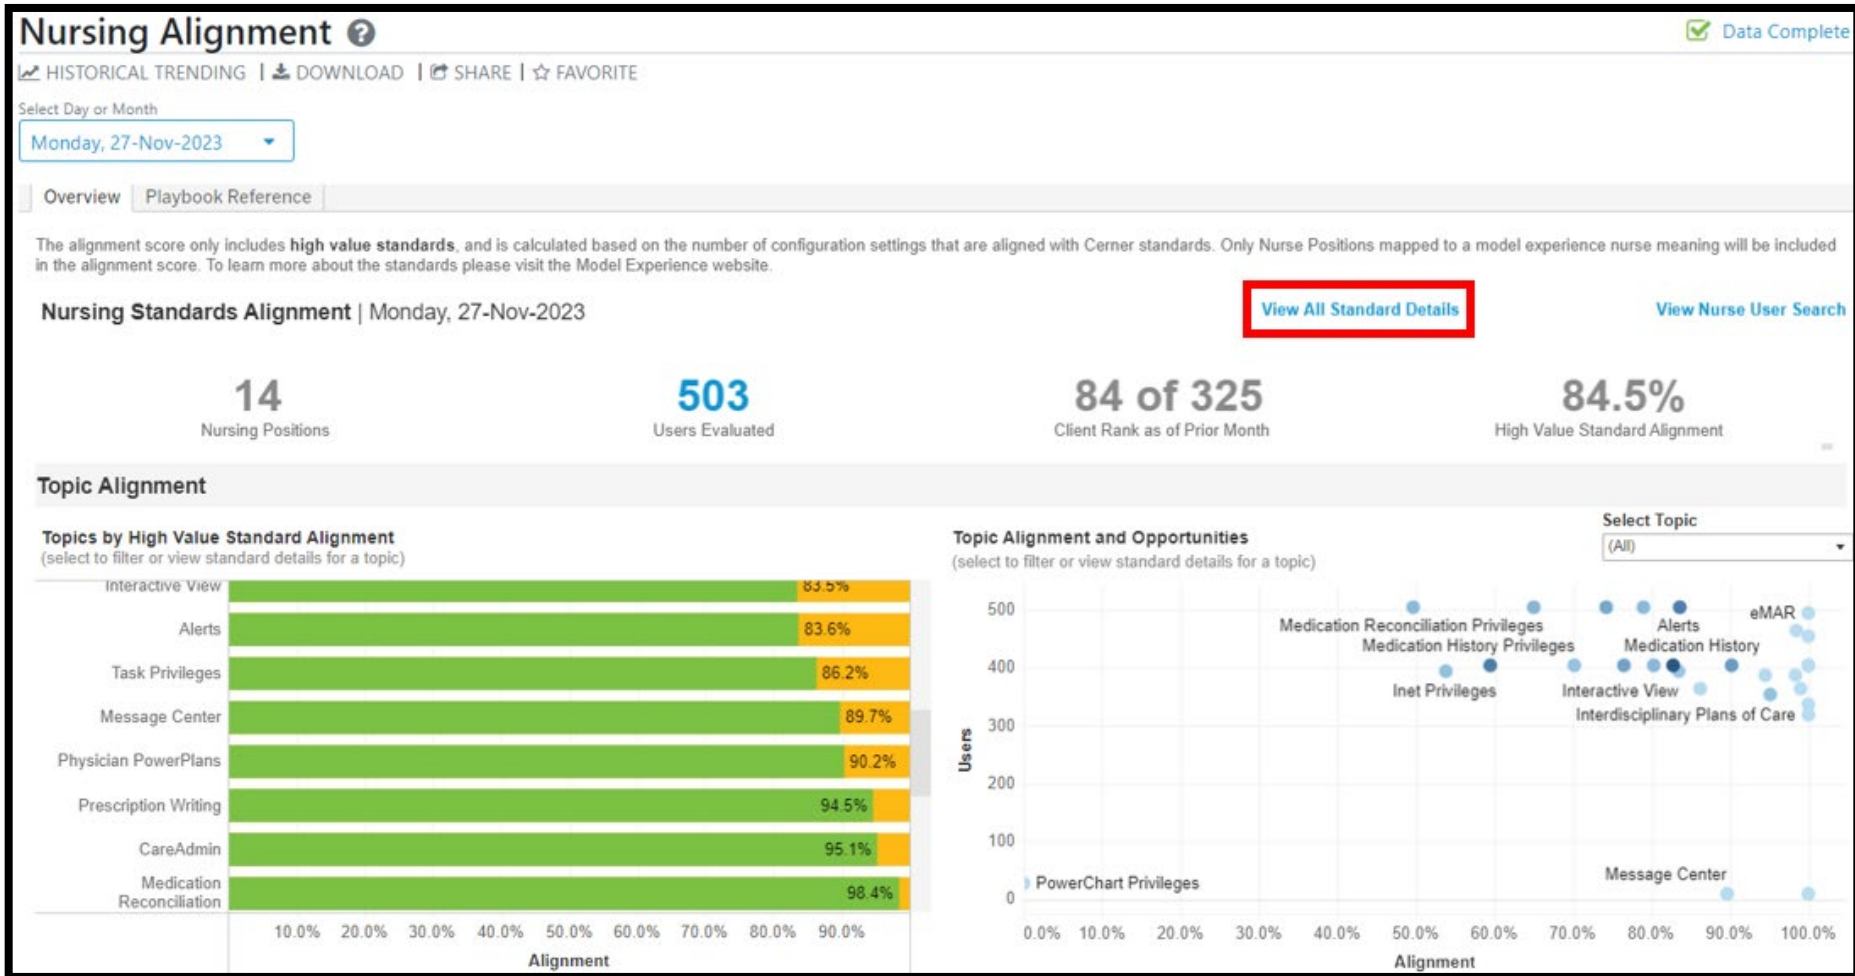 Nursing Alignment ?
Data Complete
HISTORICAL TRENDING | DOWNLOAD | SHARE | FAVORITE
Select Day or Month
Monday, 27-Nov-2023
Overview Playbook Reference
The alignment score only includes high value standards, and is calculated based on the number of configuration settings that are aligned with Cerner standards. Only Nurse Positions mapped to a model experience nurse meaning will be included
in the alignment score. To learn more about the standards please visit the Model Experience website.
Nursing Standards Alignment | Monday, 27-Nov-2023
View All Standard Details
View Nurse User Search
14
Nursing Positions
503
Users Evaluated
84 of 325
Client Rank as of Prior Month
84.5%
High Value Standard Alignment
Topic Alignment
Topics by High Value Standard Alignment
(select to filter or view standard details for a topic)
Interactive View 83.5%
Alerts 83.6%
Task Privileges 86.2%
Message Center 89.7%
Physician PowerPlans 90.2%
Prescription Writing 94.5%
CareAdmin 95.1%
Medication
Reconciliation 98.4%
10.0% 20.0% 30.0% 40.0% 50.0% 60.0% 70.0% 80.0% 90.0%
Alignment
Topic Alignment and Opportunities
(select to filter or view standard details for a topic)
Select Topic
(All)
Users
500
400
300
200
100
0
eMAR
Medication Reconciliation Privileges
Alerts
Medication History Privileges
Medication History
Inet Privileges
Interactive View
Interdisciplinary Plans of Care
Message Center
PowerChart Privileges
0.0% 10.0% 20.0% 30.0% 40.0% 50.0% 60.0% 70.0% 80.0% 90.0% 100.0%
Alignment